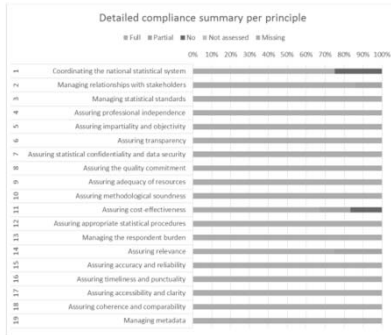 Detailed compliance summary per principle
Full Partial No Not assessed Missing
0% 10% 20% 30% 40% 50% 60% 70% 80% 90% 100%
1 Coordinating the national statistical system
2 Managing relationships with stakeholders
3 Managing statistical standards
4 Assuring professional independence
5 Assuring impartiality and objectivity
6 Assuring transparency
7 Assuring statistical confidentiality and data security
8 Assuring the quality commitment
9 Assuring adequacy of resources
10 Assuring methodological soundness
11 Assuring cost-effectiveness
12 Assuring appropriate statistical procedures
13 Managing the respondent burden
14 Assuring relevance
15 Assuring accuracy and reliability
16 Assuring timeliness and punctuality
17 Assuring accessibility and clarity
18 Assuring coherence and comparability
19 Managing metadata